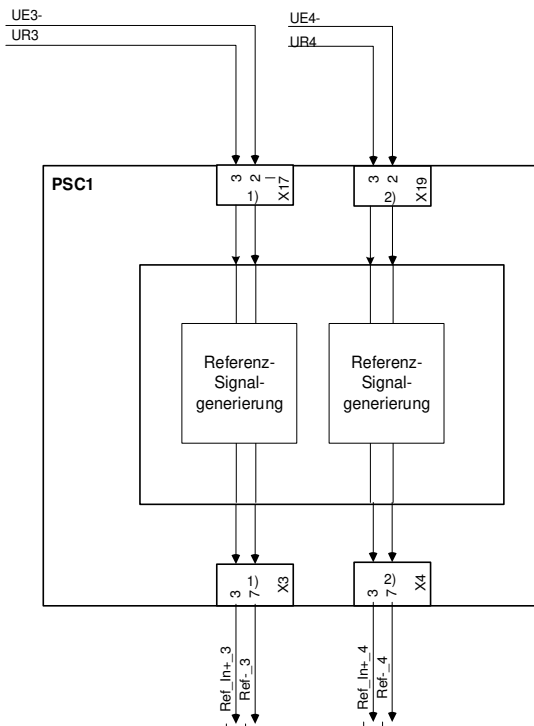 UE3-
UR3
UE4-
UR4
PSC1
3 2
1)
X17
3 2
2)
X19
Referenz-
Signal-
generierung
Referenz-
Signal-
generierung
1)
3 7
X3
2)
3 7
X4
Ref_In+_3
Ref-_3
Ref_In+_4
Ref-_4